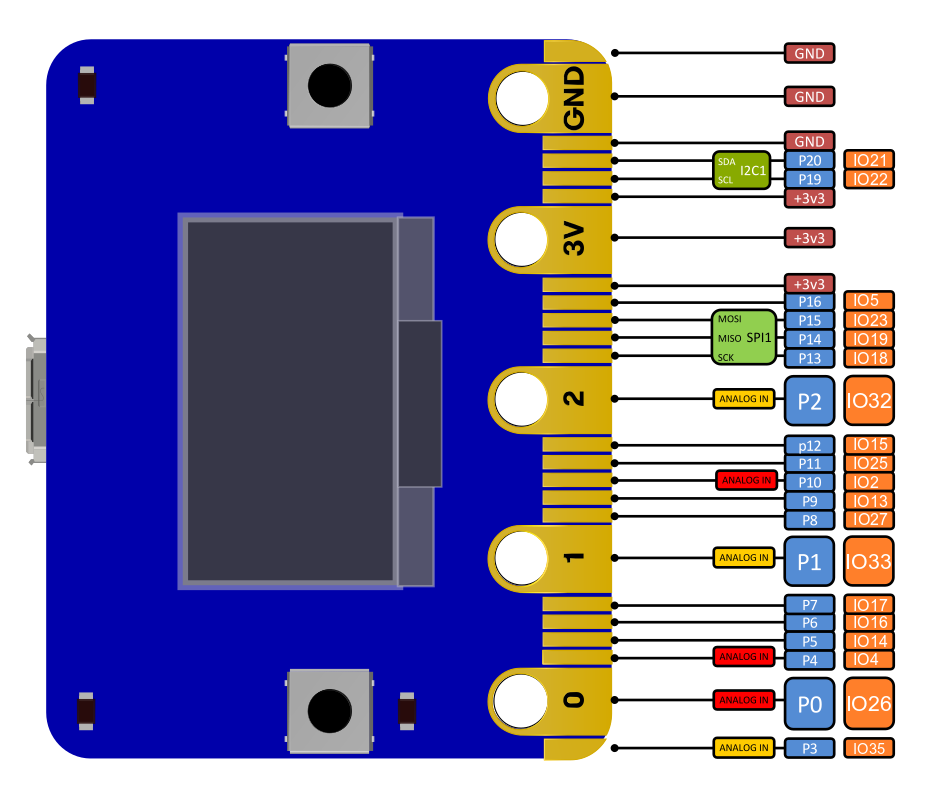 GND
GND
GND
GND
SDA
SCL
I2C1
P20 IO21
P19 IO22
+3v3
3V
+3v3
+3v3
P16 IO5
MOSI
MISO
SCK
SPI1
P15 IO23
P14 IO19
P13 IO18
2
ANALOG IN P2 IO32
p12 IO15
P11 IO25
ANALOG IN P10 IO2
P9 IO13
P8 IO27
1
ANALOG IN P1 IO33
P7 IO17
P6 IO16
P5 IO14
ANALOG IN P4 IO4
0
ANALOG IN P0 IO26
ANALOG IN P3 IO35